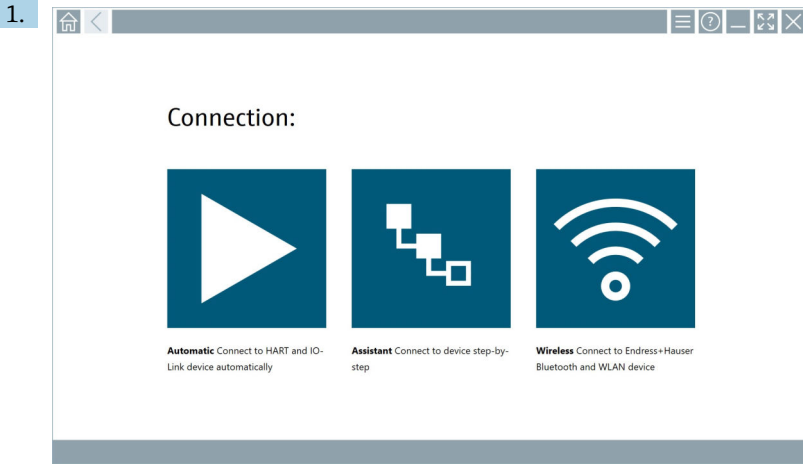 1.
Connection:
Automatic Connect to HART and IO-
Link device automatically
Assistant Connect to device step-by-
step
Wireless Connect to Endress+Hauser
Bluetooth and WLAN device